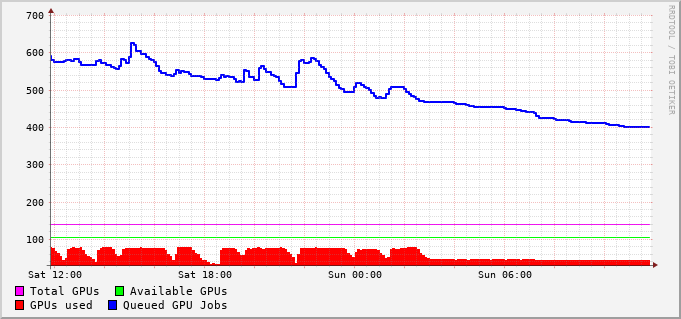 700
600
500
400
300
200
100
Sat 12:00 Sat 18:00 Sun 00:00 Sun 06:00
Total GPUs Available GPUs
GPUs used Queued GPU Jobs
RRDTOOL / TOBI OETIKER